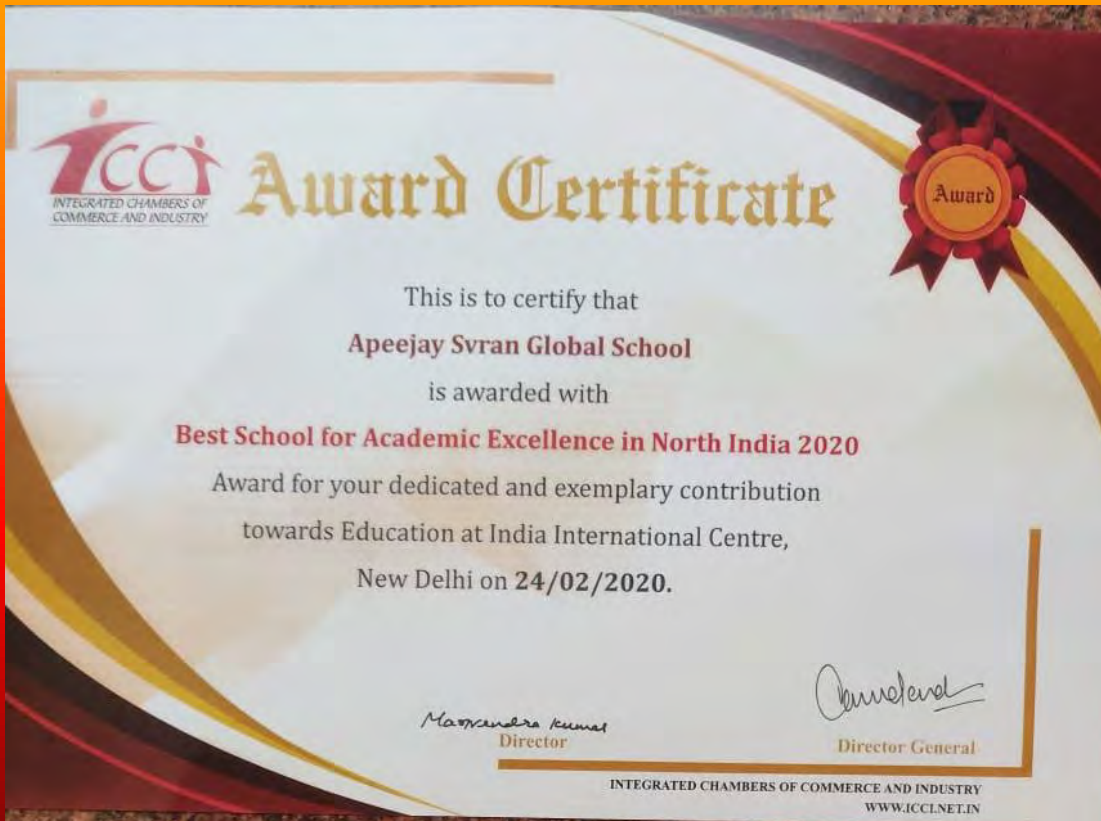 ICCI
INTEGRATED CHAMBERS OF
COMMERCE AND INDUSTRY
Award Certificate
Award
This is to certify that
Apeejay Svran Global School
is awarded with
Best School for Academic Excellence in North India 2020
Award for your dedicated and exemplary contribution
towards Education at India International Centre,
New Delhi on 24/02/2020.
Kumar
Director
Director General
INTEGRATED CHAMBERS OF COMMERCE AND INDUSTRY
WWW.ICCI.NET.IN